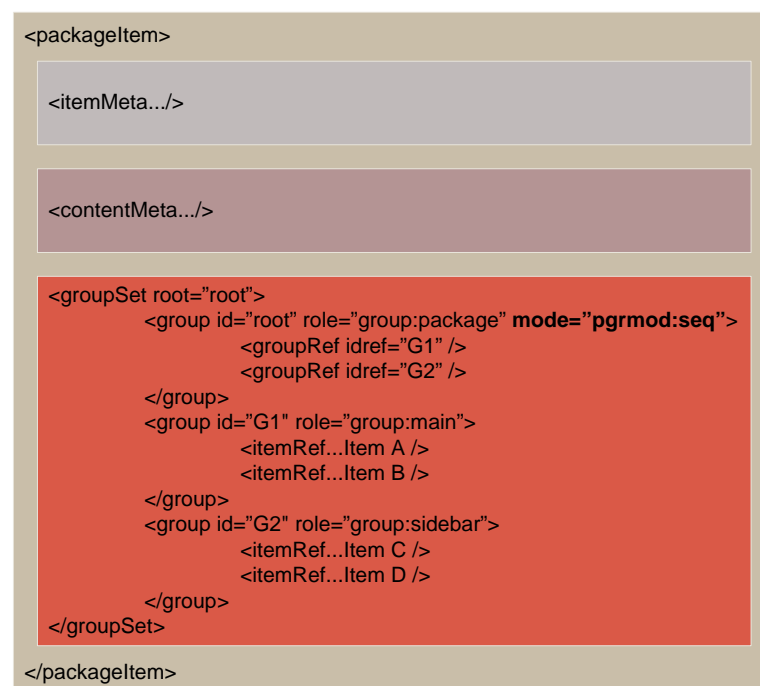 <packageItem>
<itemMeta.../>
<contentMeta.../>
<groupSet root=”root”>
<group id=”root” role=”group:package” mode=”pgrmod:seq”>
<groupRef idref=”G1” />
<groupRef idref=”G2” />
</group>
<group id=”G1" role=”group:main”>
<itemRef...Item A />
<itemRef...Item B />
</group>
<group id=”G2" role=”group:sidebar”>
<itemRef...Item C />
<itemRef...Item D />
</group>
</groupSet>
</packageItem>